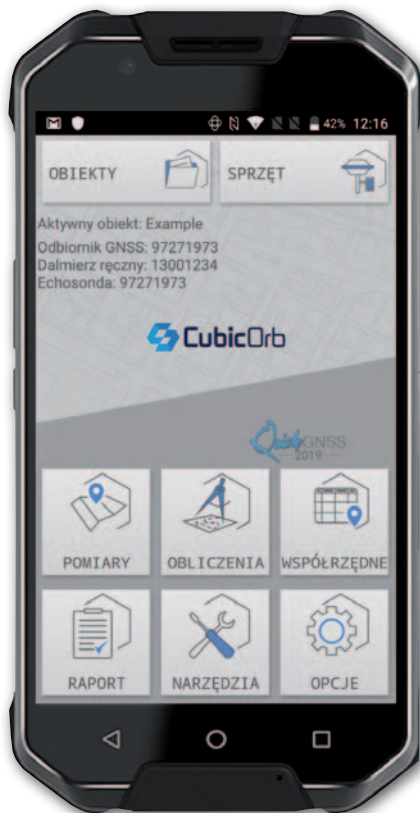 42% 12:16
OBIEKTY
SPRZĘT
Aktywny obiekt: Example
Odbiornik GNSS: 97271973
Dalmierz ręczny: 13001234
Echosonda: 97271973
CubicOrb
QuickGNSS
2019
POMIARY
OBLICZENIA
WSPÓŁRZĘDNE
RAPORT
NARZĘDZIA
OPCJE